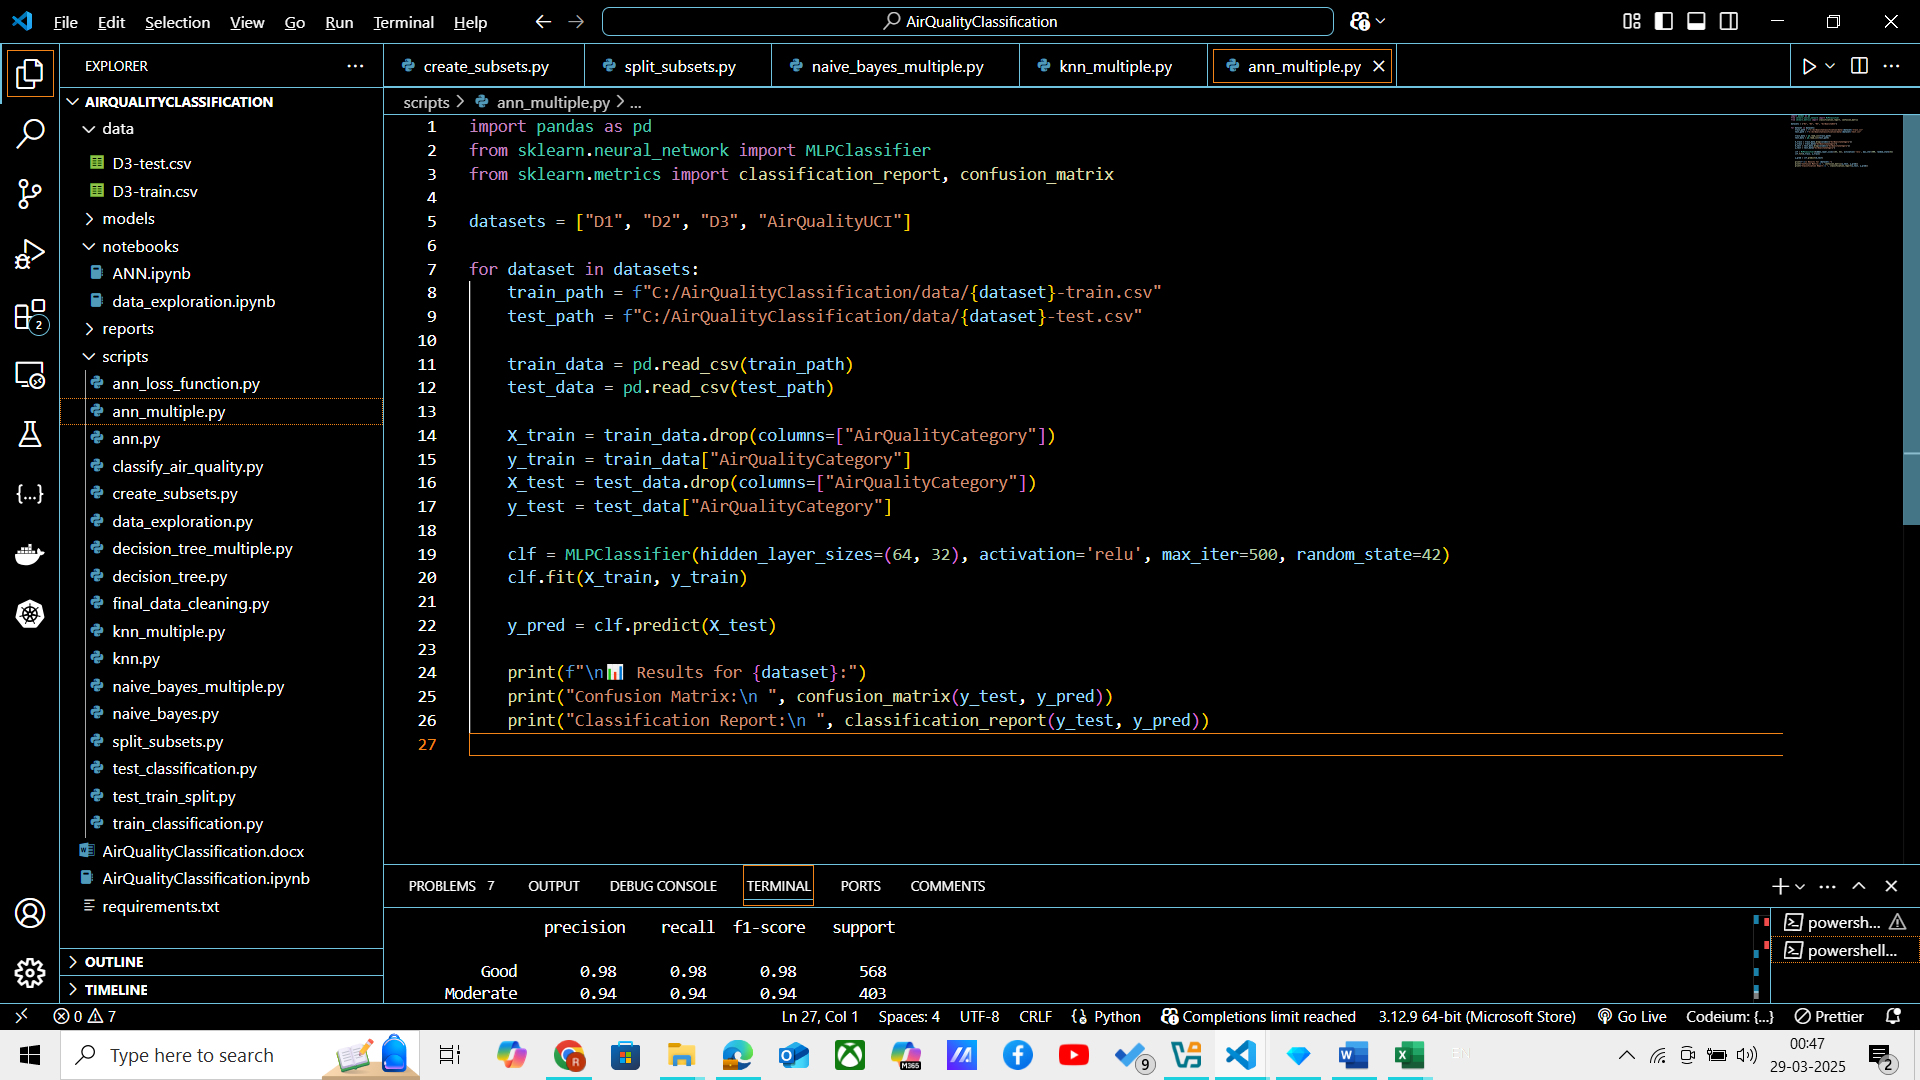 File Edit Selection View Go Run Terminal Help
AirQualityClassification
EXPLORER
AIRQUALITYCLASSIFICATION
data
D3-test.csv
D3-train.csv
models
notebooks
ANN.ipynb
data_exploration.ipynb
reports
scripts
ann_loss_function.py
ann_multiple.py
ann.py
classify_air_quality.py
create_subsets.py
data_exploration.py
decision_tree_multiple.py
decision_tree.py
final_data_cleaning.py
knn_multiple.py
knn.py
naive_bayes_multiple.py
naive_bayes.py
split_subsets.py
test_classification.py
test_train_split.py
train_classification.py
AirQualityClassification.docx
AirQualityClassification.ipynb
requirements.txt
OUTLINE
TIMELINE
2
create_subsets.py split_subsets.py naive_bayes_multiple.py knn_multiple.py ann_multiple.py
scripts > ann_multiple.py > ...
1 import pandas as pd
2 from sklearn.neural_network import MLPClassifier
3 from sklearn.metrics import classification_report, confusion_matrix
4
5 datasets = ["D1", "D2", "D3", "AirQualityUCI"]
6
7 for dataset in datasets:
8     train_path = f"C:/AirQualityClassification/data/{dataset}-train.csv"
9     test_path = f"C:/AirQualityClassification/data/{dataset}-test.csv"
10
11     train_data = pd.read_csv(train_path)
12     test_data = pd.read_csv(test_path)
13
14     X_train = train_data.drop(columns=["AirQualityCategory"])
15     y_train = train_data["AirQualityCategory"]
16     X_test = test_data.drop(columns=["AirQualityCategory"])
17     y_test = test_data["AirQualityCategory"]
18
19     clf = MLPClassifier(hidden_layer_sizes=(64, 32), activation='relu', max_iter=500, random_state=42)
20     clf.fit(X_train, y_train)
21
22     y_pred = clf.predict(X_test)
23
24     print(f"\n📊 Results for {dataset}:")
25     print("Confusion Matrix:\n ", confusion_matrix(y_test, y_pred))
26     print("Classification Report:\n ", classification_report(y_test, y_pred))
27
PROBLEMS 7 OUTPUT DEBUG CONSOLE TERMINAL PORTS COMMENTS
precision recall f1-score support
Good 0.98 0.98 0.98 568
Moderate 0.94 0.94 0.94 403
powersh...
powershell...
0 7 Ln 27, Col 1 Spaces: 4 UTF-8 CRLF Python Completions limit reached 3.12.9 64-bit (Microsoft Store) Go Live Codeium: {...} Prettier
Type here to search
M365
9
00:47
29-03-2025
2